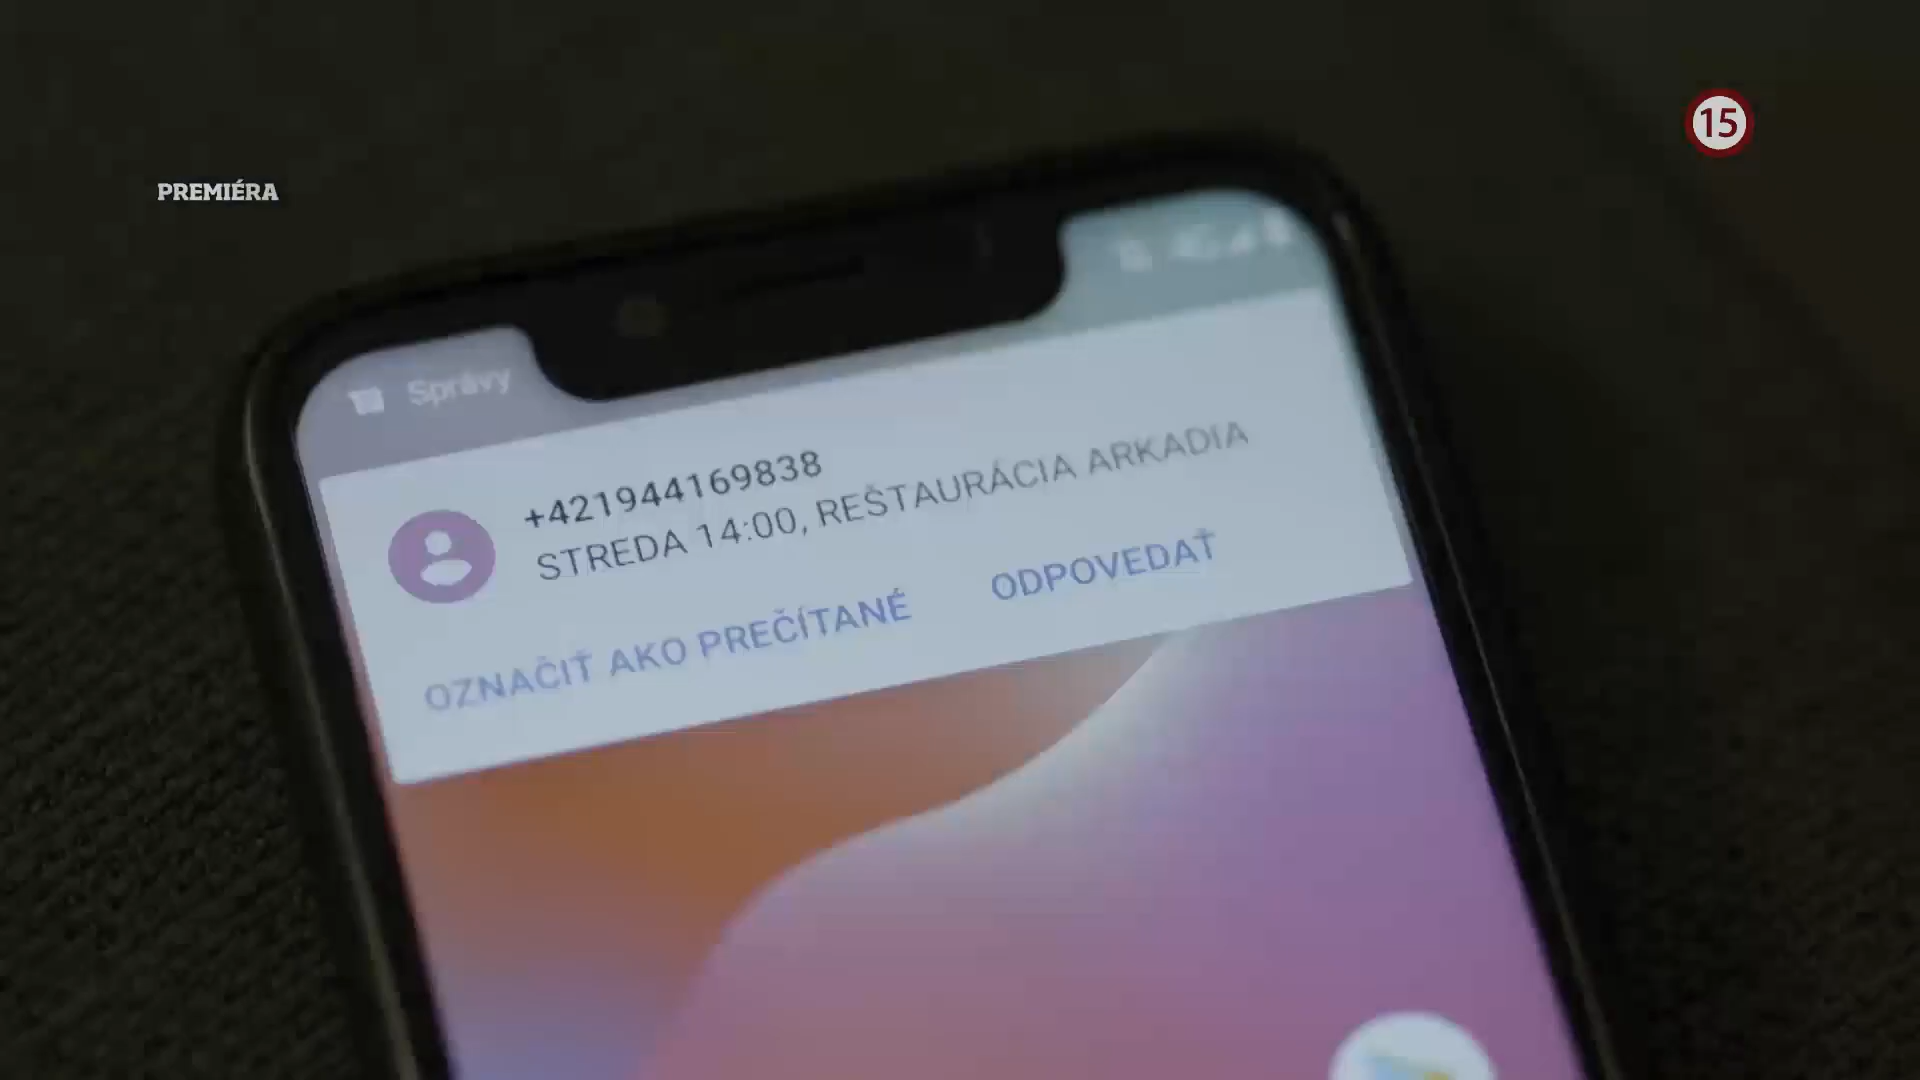 15
PREMIÉRA
Správy
+421944169838
STREDA 14:00, REŠTAURÁCIA ARKADIA
OZNAČIŤ AKO PREČÍTANÉ ODPOVEDAŤ